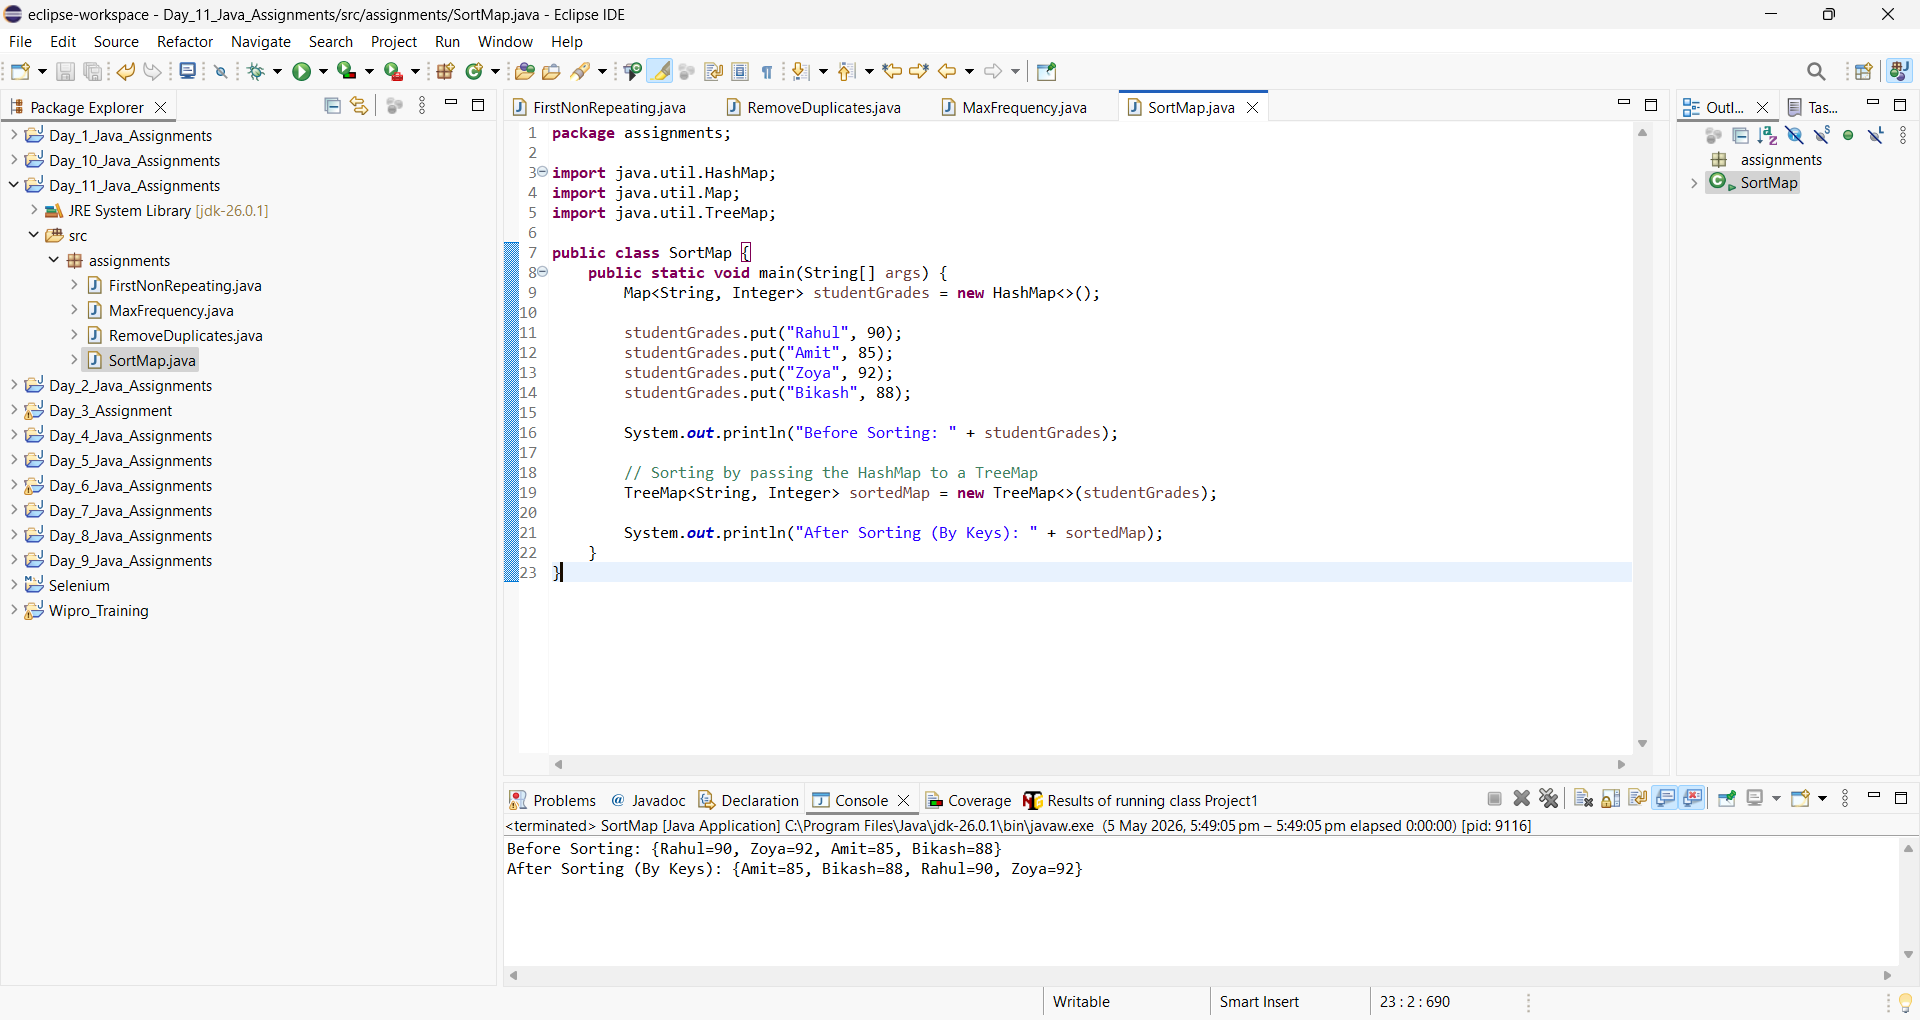 eclipse-workspace - Day_11_Java_Assignments/src/assignments/SortMap.java - Eclipse IDE
File Edit Source Refactor Navigate Search Project Run Window Help
Package Explorer
Day_1_Java_Assignments
Day_10_Java_Assignments
Day_11_Java_Assignments
JRE System Library [jdk-26.0.1]
src
assignments
FirstNonRepeating.java
MaxFrequency.java
RemoveDuplicates.java
SortMap.java
Day_2_Java_Assignments
Day_3_Assignment
Day_4_Java_Assignments
Day_5_Java_Assignments
Day_6_Java_Assignments
Day_7_Java_Assignments
Day_8_Java_Assignments
Day_9_Java_Assignments
Selenium
Wipro_Training
FirstNonRepeating.java RemoveDuplicates.java MaxFrequency.java SortMap.java
1 package assignments;
2
3 import java.util.HashMap;
4 import java.util.Map;
5 import java.util.TreeMap;
6
7 public class SortMap {
8 public static void main(String[] args) {
9 Map<String, Integer> studentGrades = new HashMap<>();
10
11 studentGrades.put("Rahul", 90);
12 studentGrades.put("Amit", 85);
13 studentGrades.put("Zoya", 92);
14 studentGrades.put("Bikash", 88);
15
16 System.out.println("Before Sorting: " + studentGrades);
17
18 // Sorting by passing the HashMap to a TreeMap
19 TreeMap<String, Integer> sortedMap = new TreeMap<>(studentGrades);
20
21 System.out.println("After Sorting (By Keys): " + sortedMap);
22 }
23 }
Outl... Tas...
assignments
SortMap
Problems @ Javadoc Declaration Console Coverage Results of running class Project1
<terminated> SortMap [Java Application] C:\Program Files\Java\jdk-26.0.1\bin\javaw.exe (5 May 2026, 5:49:05 pm – 5:49:05 pm elapsed 0:00:00) [pid: 9116]
Before Sorting: {Rahul=90, Zoya=92, Amit=85, Bikash=88}
After Sorting (By Keys): {Amit=85, Bikash=88, Rahul=90, Zoya=92}
Writable Smart Insert 23 : 2 : 690